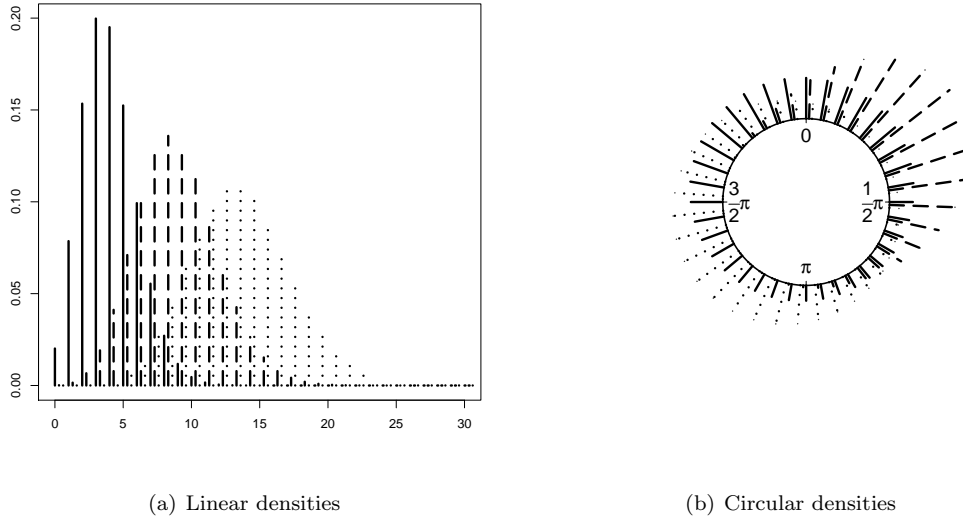 0.20
0.15
0.10
0.05
0.00
0 5 10 15 20 25 30
0
3/2 π
1/2 π
π
(a) Linear densities
(b) Circular densities